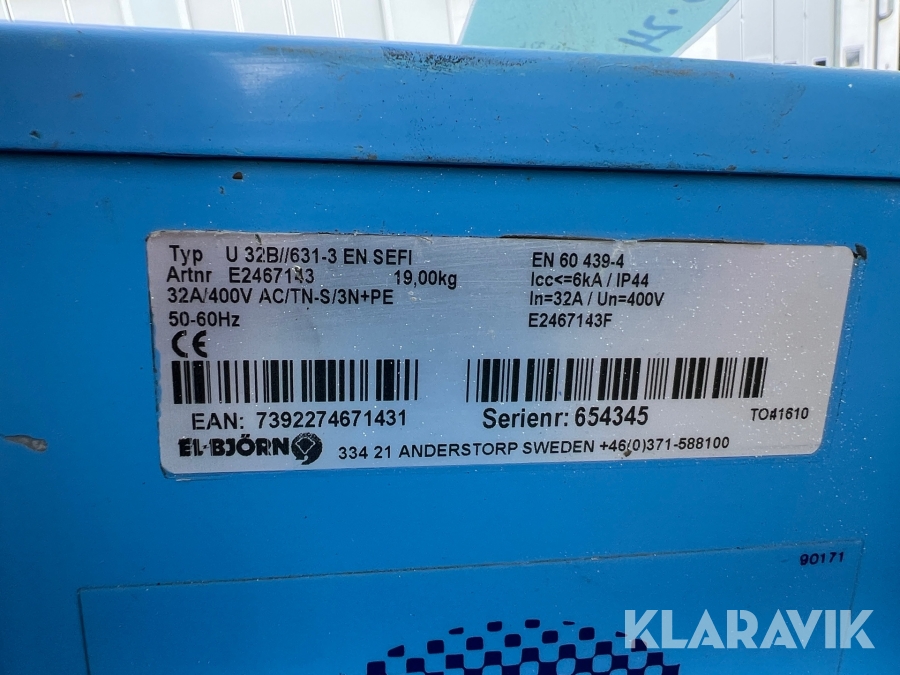 Typ U 32B//631-3 EN SEFI
Artnr E2467143 19,00kg
32A/400V AC/TN-S/3N+PE
50-60Hz
CE
EN 60 439-4
Icc<=6kA / IP44
In=32A / Un=400V
E2467143F
EAN: 7392274671431
Serienr: 654345
TO41610
EL-BJÖRN
334 21 ANDERSTORP SWEDEN +46(0)371-588100
90171
KLARAVIK